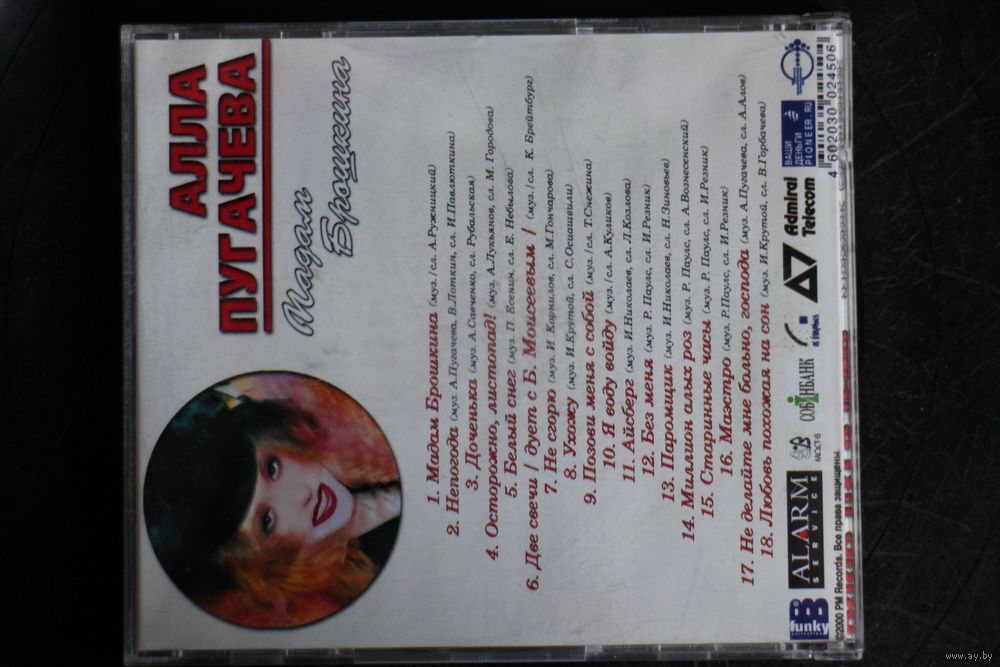 АЛЛА
ПУГАЧЕВА
Мадам
Брошкина
1. Мадам Брошкина (муз./сл. А.Ружницкий)
2. Непогода (муз. А.Пугачева, В.Лоткин, сл. И.Павлюткина)
3. Доченька (муз. А.Савченко, сл. Рубальская)
4. Осторожно, листопад! (муз. А.Лукьянов, сл. М. Городова)
5. Белый снег (муз. П. Есенин, сл. Е. Небылова)
6. Две свечи / дует с Б. Моисеевым / (муз./сл. К. Брейтбург)
7. Не сгорю (муз. И. Корнилов, сл. М.Гончарова)
8. Ухожу (муз. И.Крутой, сл. С.Осиашвили)
9. Позови меня с собой (муз./сл. Т.Снежина)
10. Я в воду войду (муз./сл. А.Куликов)
11. Айсберг (муз. И.Николаев, сл. Л.Козлова)
12. Без меня (муз. Р. Паулс, сл. И.Резник)
13. Паромщик (муз. И.Николаев, сл. Н.Зиновьев)
14. Миллион алых роз (муз. Р. Паулс, сл. А.Вознесенский)
15. Старинные часы (муз. Р. Паулс, сл. И.Резник)
16. Маэстро (муз. Р.Паулс, сл. И.Резник)
17. Не делайте мне больно, господа (муз. А.Пугачева, сл. А.Алов)
18. Любовь похожая на сон (муз. И.Крутой, сл. В.Горбачева)
funky
ALARM
SERVICE
МОСТ-Б
СОБИНБАНК
Admiral
Telecom
ВАШИ
ДЕНЬГИ
PIONEER.RU
4 602030 024506
©2000 PM Records. Все права защищены.
www.ay.by